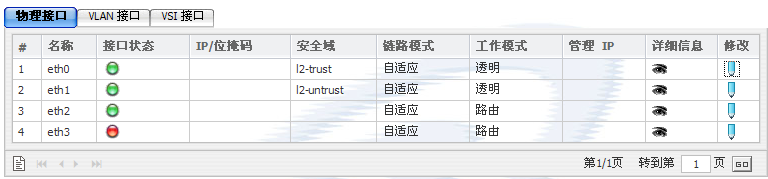 物理接口 VLAN 接口 VSI 接口
# 名称 接口状态 IP/位掩码 安全域 链路模式 工作模式 管理 IP 详细信息 修改
1 eth0 l2-trust 自适应 透明
2 eth1 l2-untrust 自适应 透明
3 eth2 自适应 路由
4 eth3 自适应 路由
第1/1页 转到第 1 页 GO